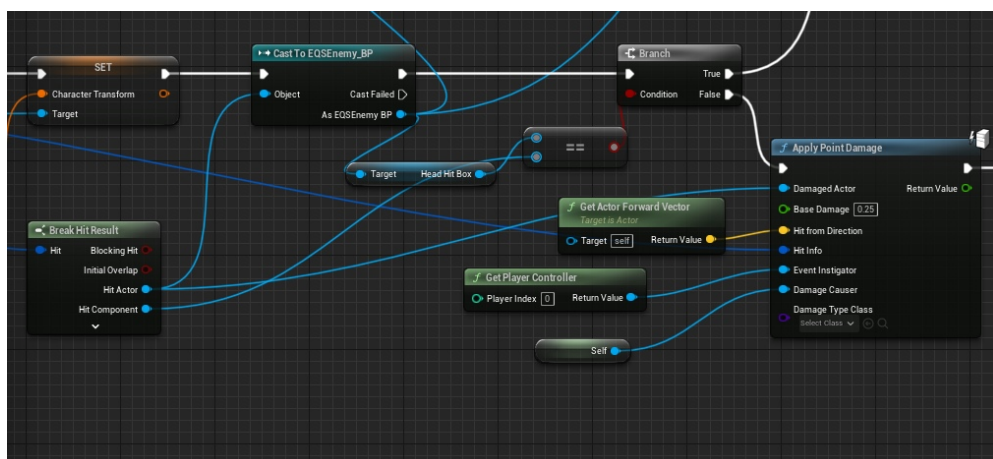 SET
Character Transform
Target
Cast To EQSEnemy_BP
Object
Cast Failed
As EQSEnemy BP
Branch
True
Condition
False
Target
Head Hit Box
==
Apply Point Damage
Damaged Actor
Return Value
Base Damage 0.25
Hit from Direction
Hit Info
Event Instigator
Damage Causer
Damage Type Class
Select Class
Get Actor Forward Vector
Target is Actor
Target self
Return Value
Break Hit Result
Hit
Blocking Hit
Initial Overlap
Hit Actor
Hit Component
Get Player Controller
Player Index 0
Return Value
Self